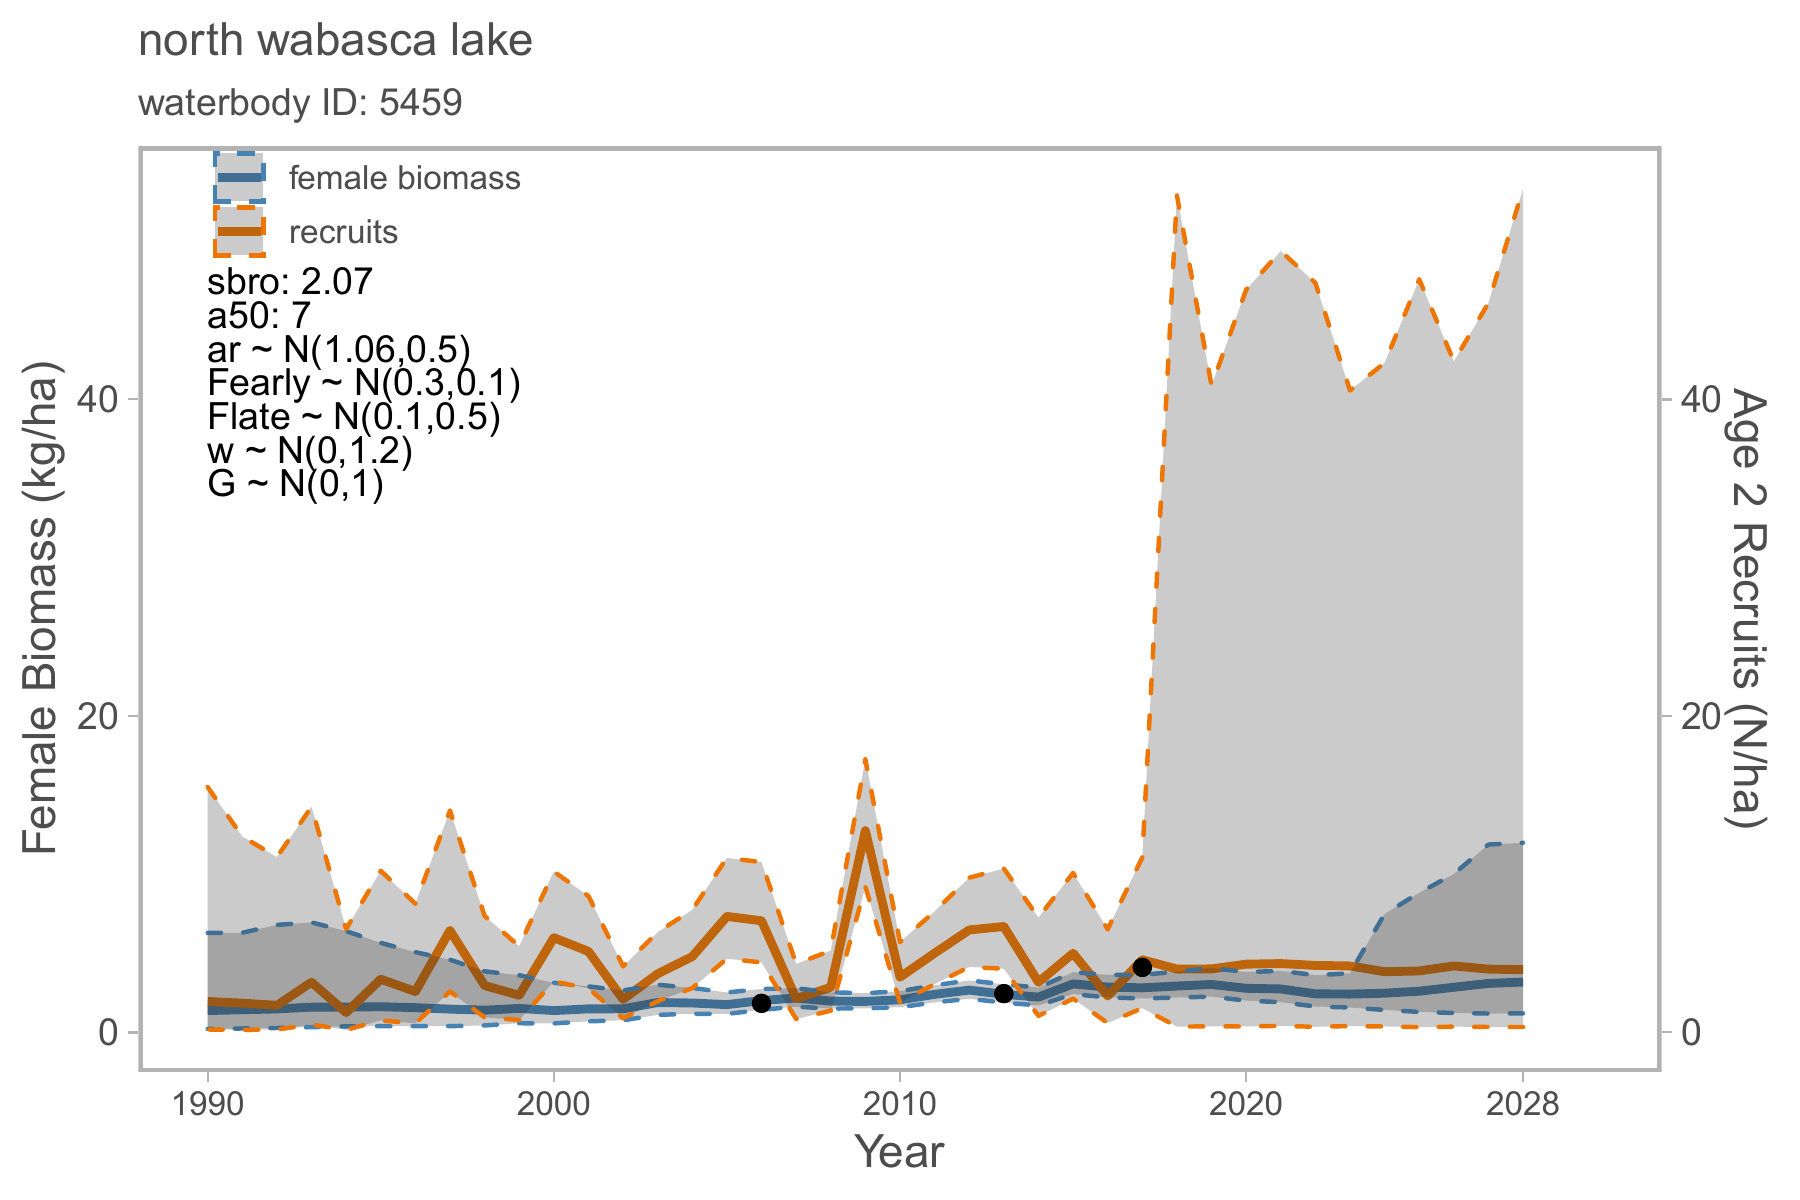 north wabasca lake
waterbody ID: 5459
female biomass
recruits
sbro: 2.07
a50: 7
ar ~ N(1.06,0.5)
Fearly ~ N(0.3,0.1)
Flate ~ N(0.1,0.5)
w ~ N(0,1.2)
G ~ N(0,1)
Female Biomass (kg/ha)
40
20
0
40
20
0
Age 2 Recruits (N/ha)
1990
2000
2010
2020
2028
Year